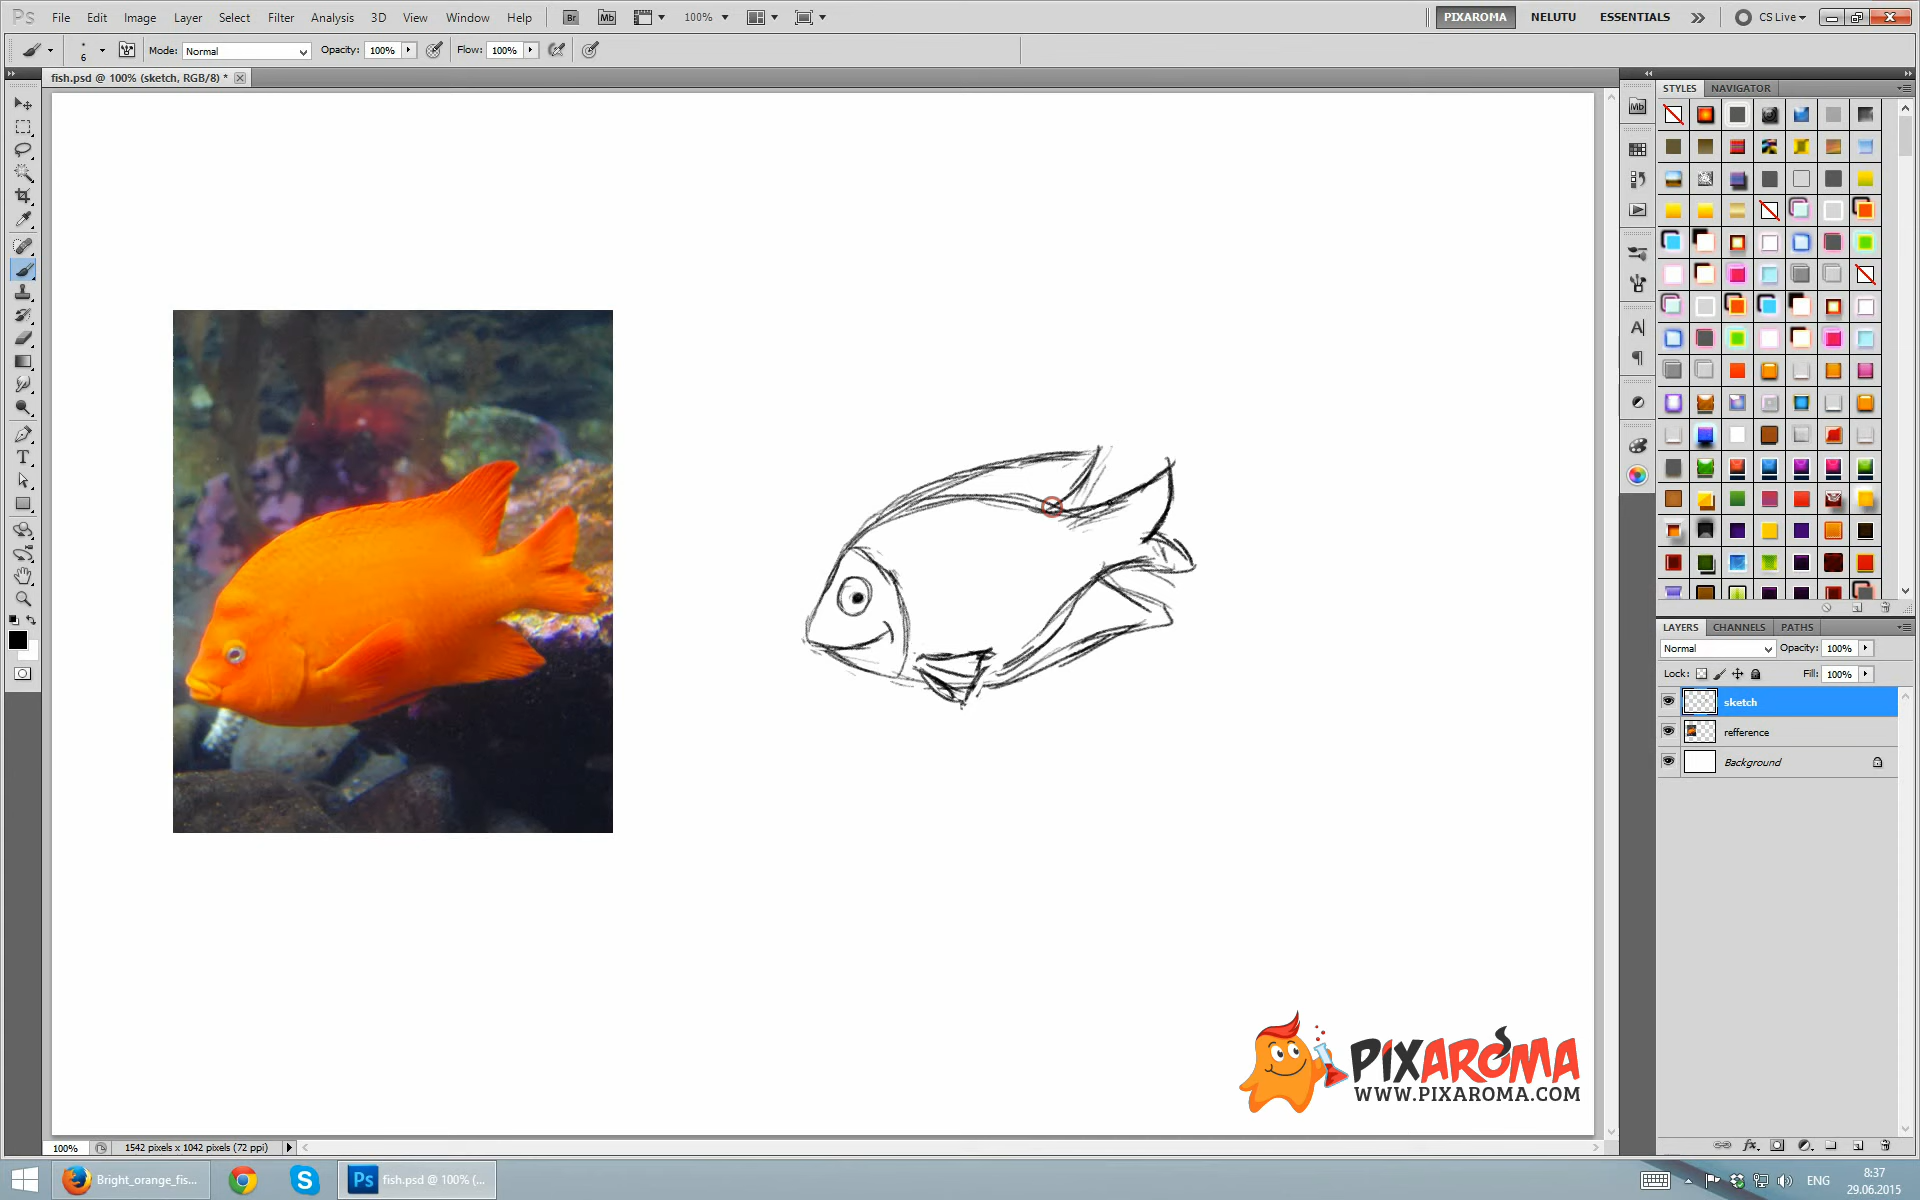 Ps File Edit Image Layer Select Filter Analysis 3D View Window Help Br Mb 100% PIXAROMA NELUTU ESSENTIALS CS Live
6 Mode: Normal Opacity: 100% Flow: 100%
fish.psd @ 100% (sketch, RGB/8) *
STYLES NAVIGATOR
Mb
LAYERS CHANNELS PATHS
Normal Opacity: 100%
Lock: Fill: 100%
sketch
refference
Background
PIXAROMA
WWW.PIXAROMA.COM
100% 1542 pixels x 1042 pixels (72 ppi)
Bright_orange_fis...
Ps fish.psd @ 100% (...
ENG
8:37
29.06.2015